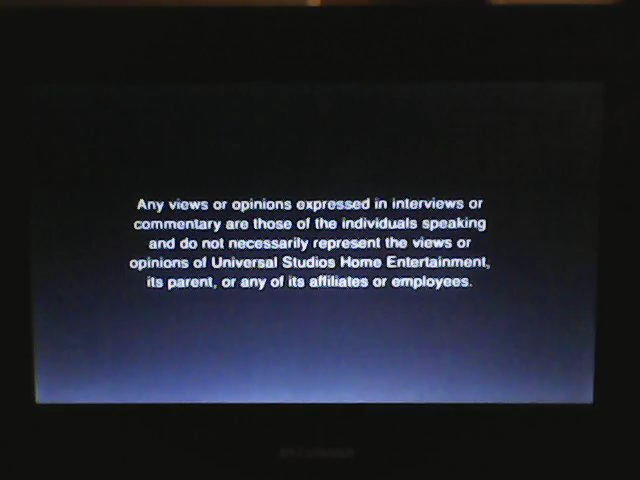 Any views or opinions expressed in interviews or
commentary are those of the individuals speaking
and do not necessarily represent the views or
opinions of Universal Studios Home Entertainment,
its parent, or any of its affiliates or employees.